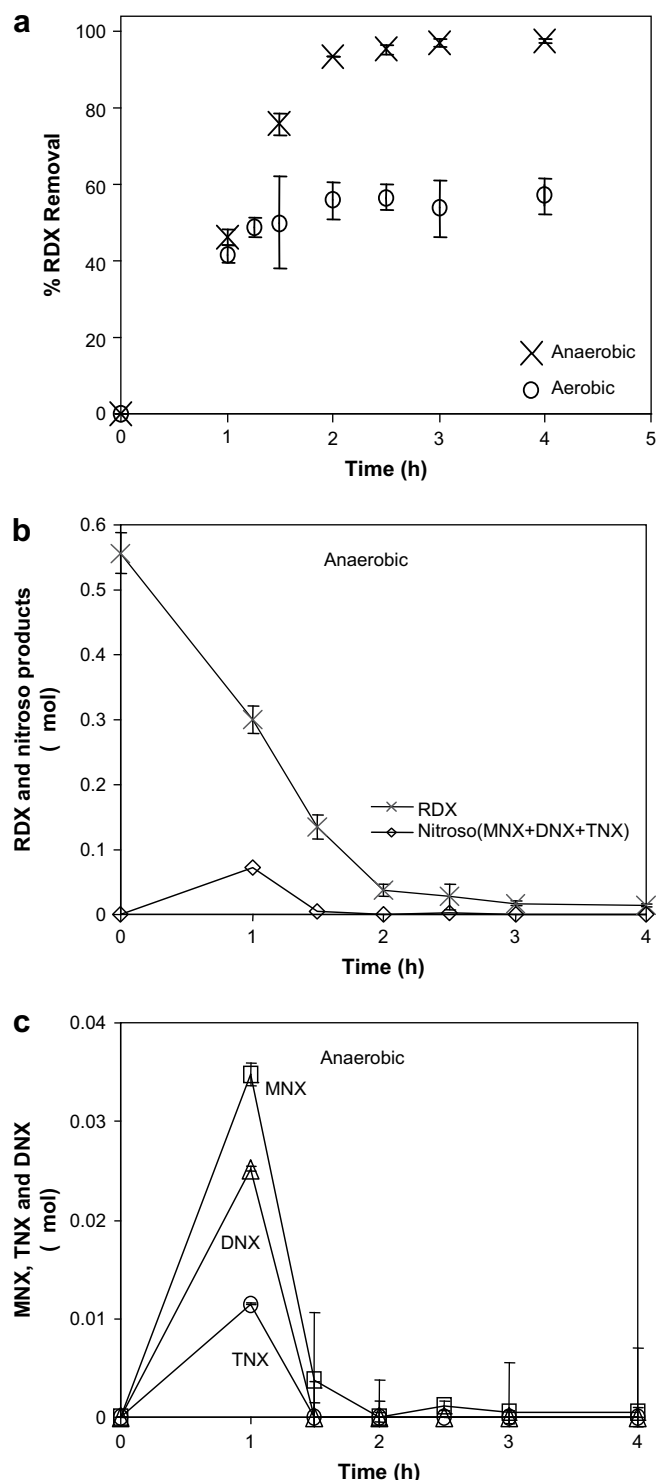 a
100
80
60
40
20
0
% RDX Removal
Anaerobic
Aerobic
0 1 2 3 4 5
Time (h)
b
Anaerobic
0.6
0.5
0.4
0.3
0.2
0.1
0
RDX and nitroso products
( mol)
RDX
Nitroso(MNX+DNX+TNX)
0 1 2 3 4
Time (h)
c
Anaerobic
0.04
0.03
0.02
0.01
0
MNX, TNX and DNX
( mol)
MNX
DNX
TNX
0 1 2 3 4
Time (h)